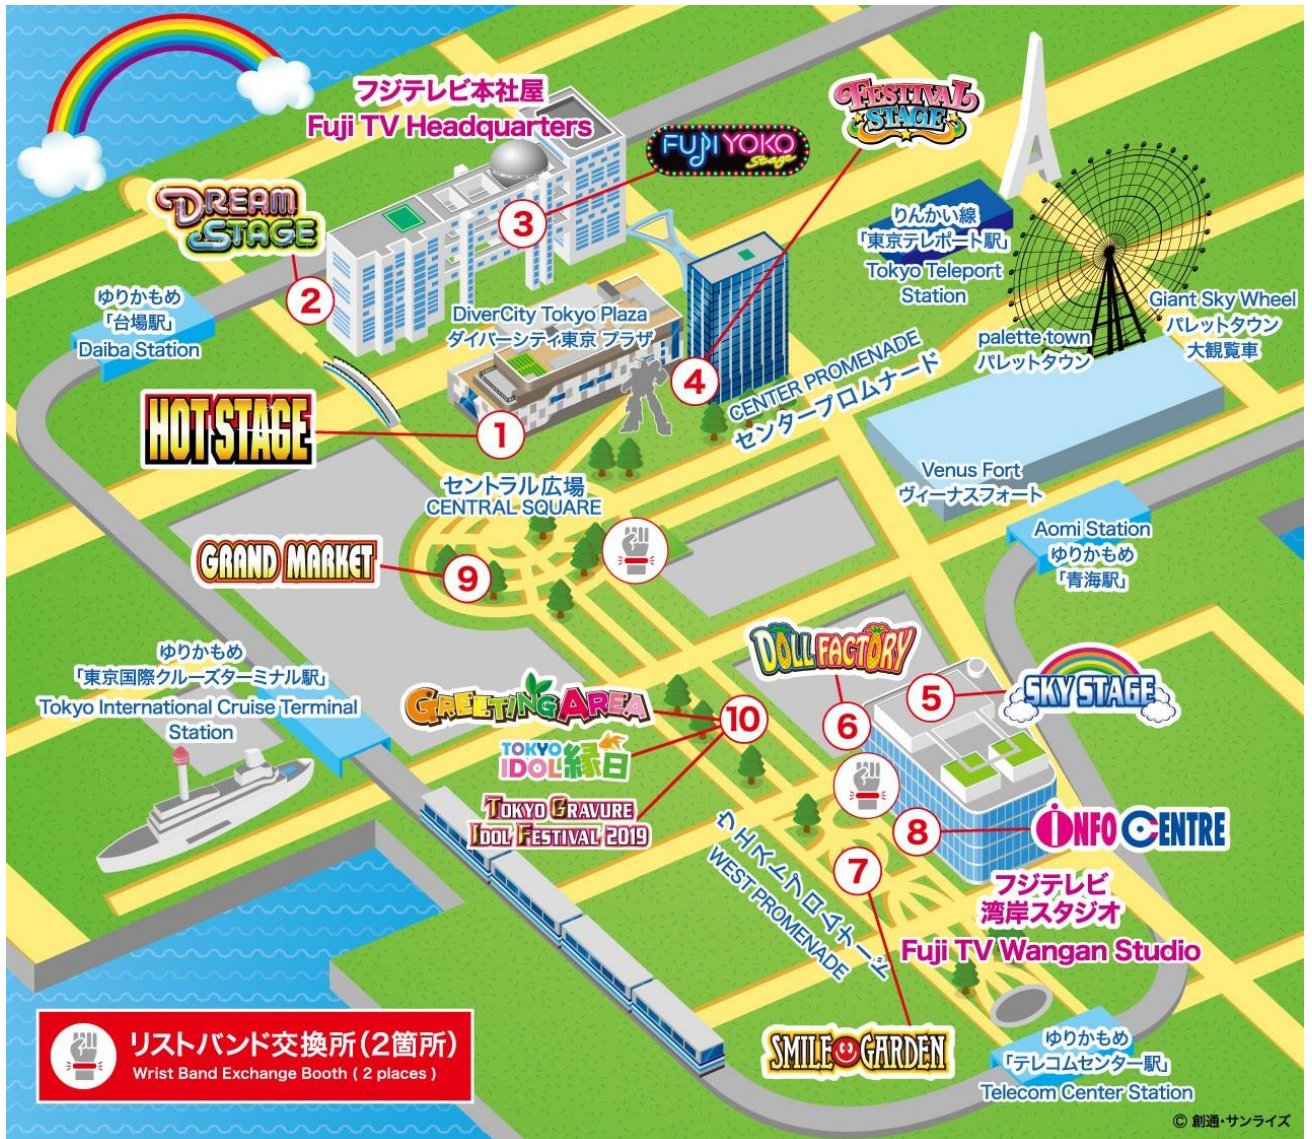 フジテレビ本社屋
Fuji TV Headquarters
FESTIVAL
STAGE
FUJI YOKO
Stage
DREAM
STAGE
3
2
りんかい線
「東京テレポート駅」
Tokyo Teleport
Station
ゆりかもめ
「台場駅」
Daiba Station
DiverCity Tokyo Plaza
ダイバーシティ東京 プラザ
Giant Sky Wheel
パレットタウン
大観覧車
palette town
パレットタウン
4
CENTER PROMENADE
センタープロムナード
HOT STAGE
1
Venus Fort
ヴィーナスフォート
セントラル広場
CENTRAL SQUARE
Aomi Station
ゆりかもめ
「青海駅」
GRAND MARKET
9
ゆりかもめ
「東京国際クルーズターミナル駅」
Tokyo International Cruise Terminal
Station
DOLL FACTORY
5
SKY STAGE
6
GREETING AREA
10
TOKYO
IDOL縁日
TOKYO GRAVURE
IDOL FESTIVAL 2019
8
INFO CENTRE
7
ウエストプロムナード
WEST PROMENADE
フジテレビ
湾岸スタジオ
Fuji TV Wangan Studio
SMILE GARDEN
ゆりかもめ
「テレコムセンター駅」
Telecom Center Station
リストバンド交換所(2箇所)
Wrist Band Exchange Booth ( 2 places )
© 創通・サンライズ